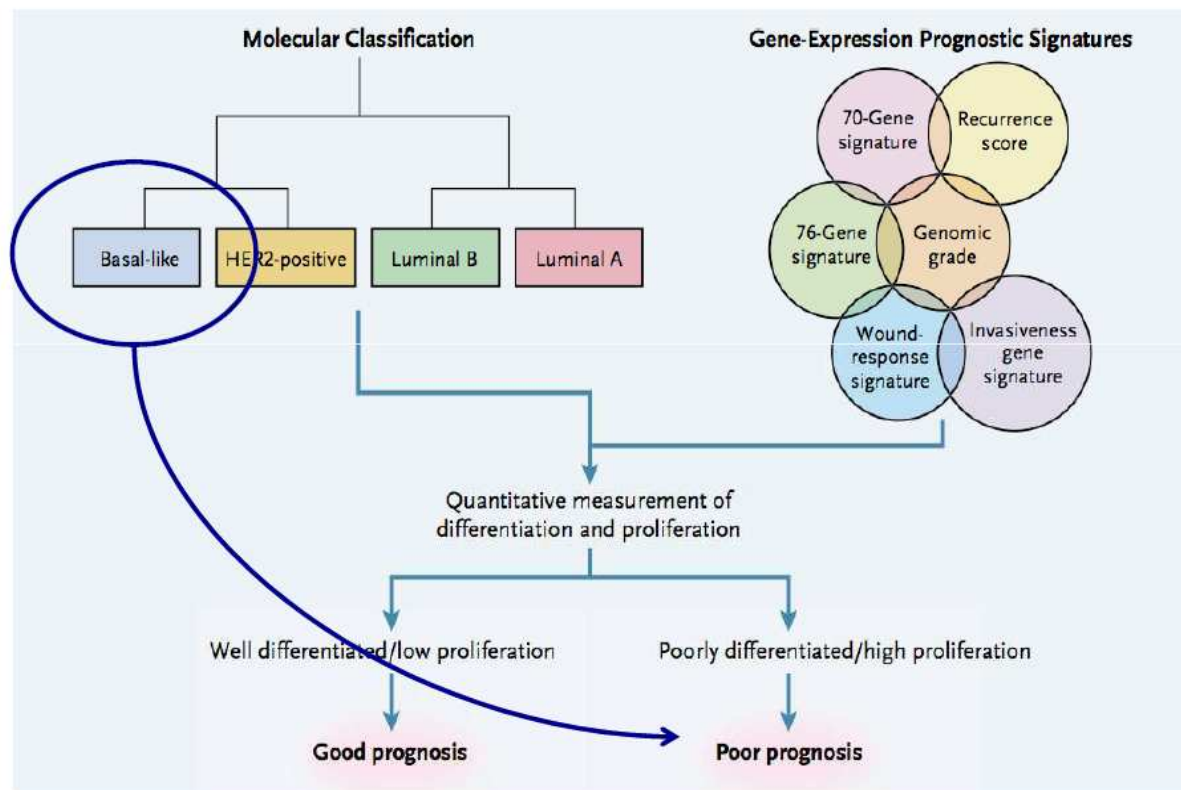 Molecular Classification
Gene-Expression Prognostic Signatures
70-Gene
signature
Recurrence
score
Basal-like
HER2-positive
Luminal B
Luminal A
76-Gene
signature
Genomic
grade
Wound-
response
signature
Invasiveness
gene
signature
Quantitative measurement of
differentiation and proliferation
Well differentiated/low proliferation
Poorly differentiated/high proliferation
Good prognosis
Poor prognosis